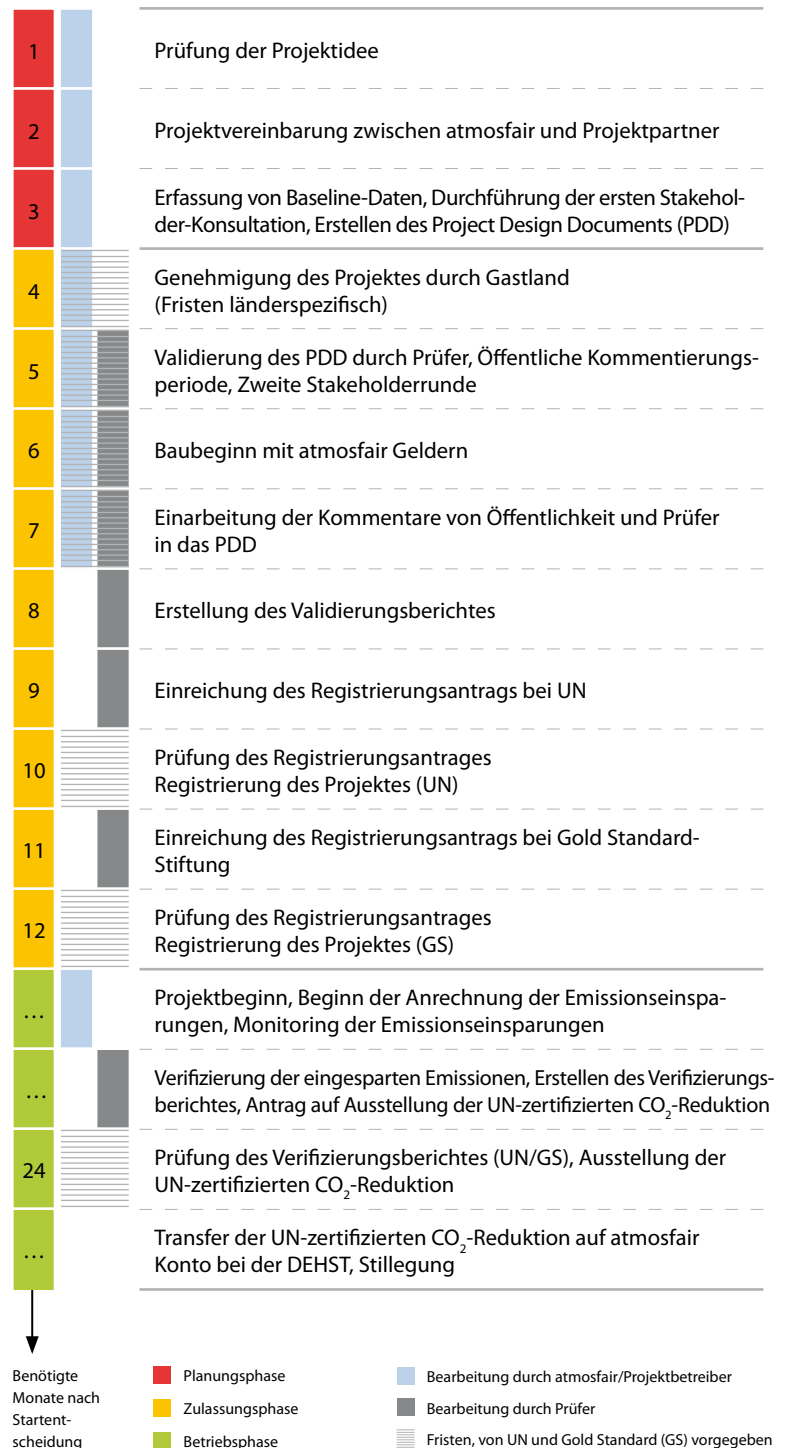 1
Prüfung der Projektidee
2
Projektvereinbarung zwischen atmosfair und Projektpartner
3
Erfassung von Baseline-Daten, Durchführung der ersten Stakehol-
der-Konsultation, Erstellen des Project Design Documents (PDD)
4
Genehmigung des Projektes durch Gastland
(Fristen länderspezifisch)
5
Validierung des PDD durch Prüfer, Öffentliche Kommentierungs-
periode, Zweite Stakeholderrunde
6
Baubeginn mit atmosfair Geldern
7
Einarbeitung der Kommentare von Öffentlichkeit und Prüfer
in das PDD
8
Erstellung des Validierungsberichtes
9
Einreichung des Registrierungsantrags bei UN
10
Prüfung des Registrierungsantrages
Registrierung des Projektes (UN)
11
Einreichung des Registrierungsantrags bei Gold Standard-
Stiftung
12
Prüfung des Registrierungsantrages
Registrierung des Projektes (GS)
...
Projektbeginn, Beginn der Anrechnung der Emissionseinspa-
rungen, Monitoring der Emissionseinsparungen
...
Verifizierung der eingesparten Emissionen, Erstellen des Verifizierungs-
berichtes, Antrag auf Ausstellung der UN-zertifizierten CO₂-Reduktion
24
Prüfung des Verifizierungsberichtes (UN/GS), Ausstellung der
UN-zertifizierten CO₂-Reduktion
...
Transfer der UN-zertifizierten CO₂-Reduktion auf atmosfair
Konto bei der DEHST, Stillegung
Benötigte
Monate nach
Startent-
scheidung
Planungsphase
Zulassungsphase
Betriebsphase
Bearbeitung durch atmosfair/Projektbetreiber
Bearbeitung durch Prüfer
Fristen, von UN und Gold Standard (GS) vorgegeben